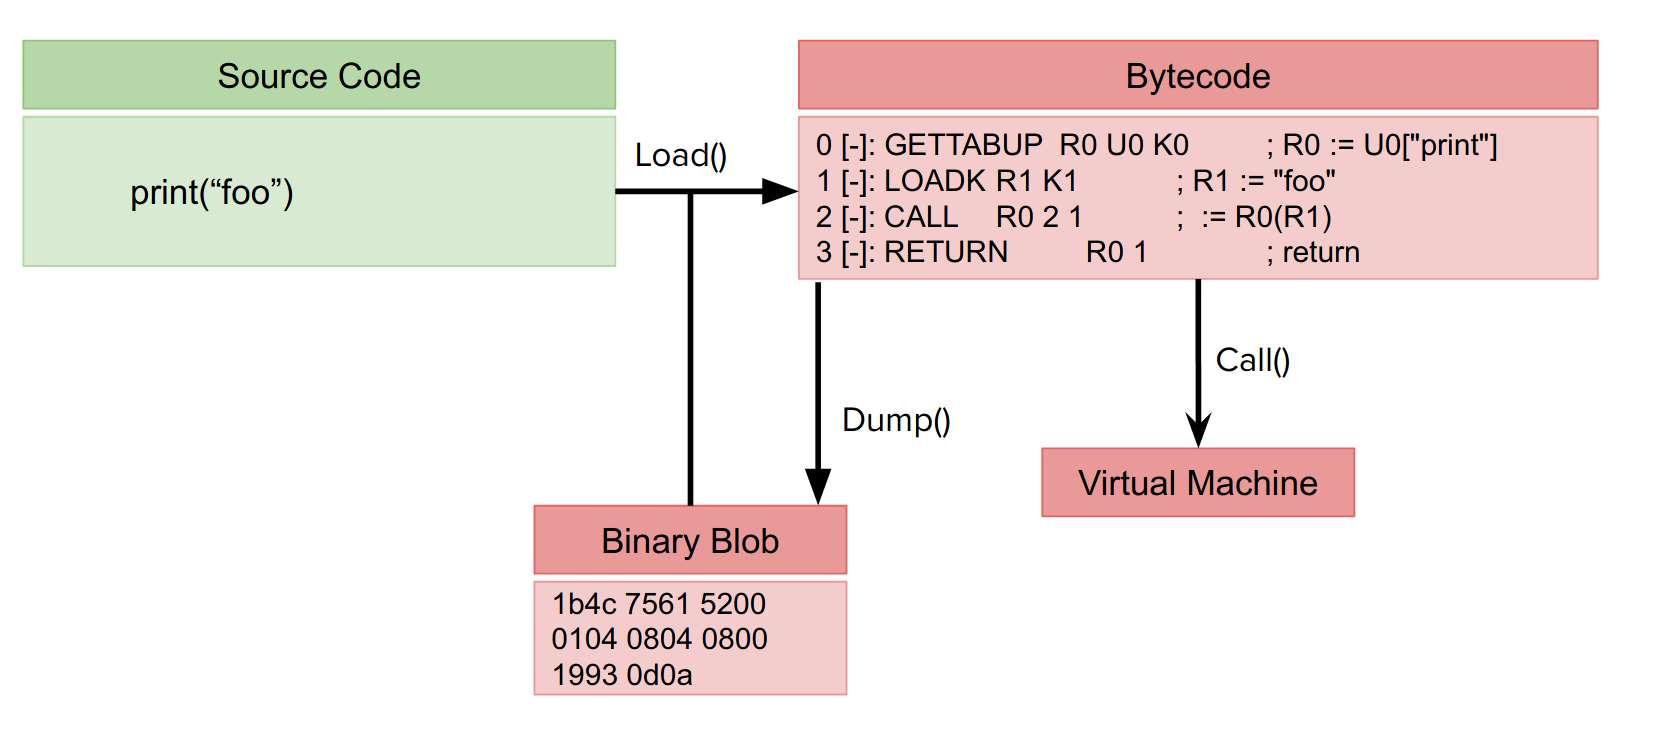 Source Code
print(“foo”)
Load()
Bytecode
0 [-]: GETTABUP R0 U0 K0 ; R0 := U0["print"]
1 [-]: LOADK R1 K1 ; R1 := "foo"
2 [-]: CALL R0 2 1 ; := R0(R1)
3 [-]: RETURN R0 1 ; return
Call()
Dump()
Virtual Machine
Binary Blob
1b4c 7561 5200
0104 0804 0800
1993 0d0a